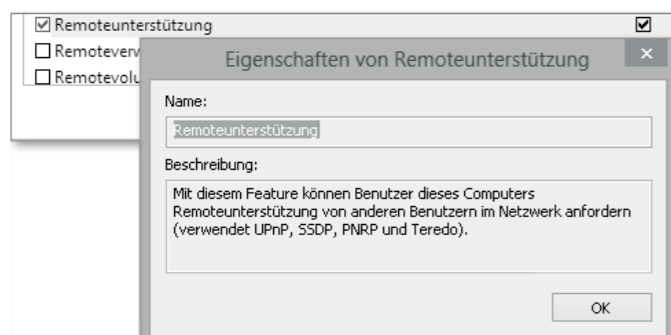 Remoteunterstützung
Remoteverw
Remotevolu
Eigenschaften von Remoteunterstützung
Name:
Remoteunterstützung
Beschreibung:
Mit diesem Feature können Benutzer dieses Computers
Remoteunterstützung von anderen Benutzern im Netzwerk anfordern
(verwendet UPnP, SSDP, PNRP und Teredo).
OK